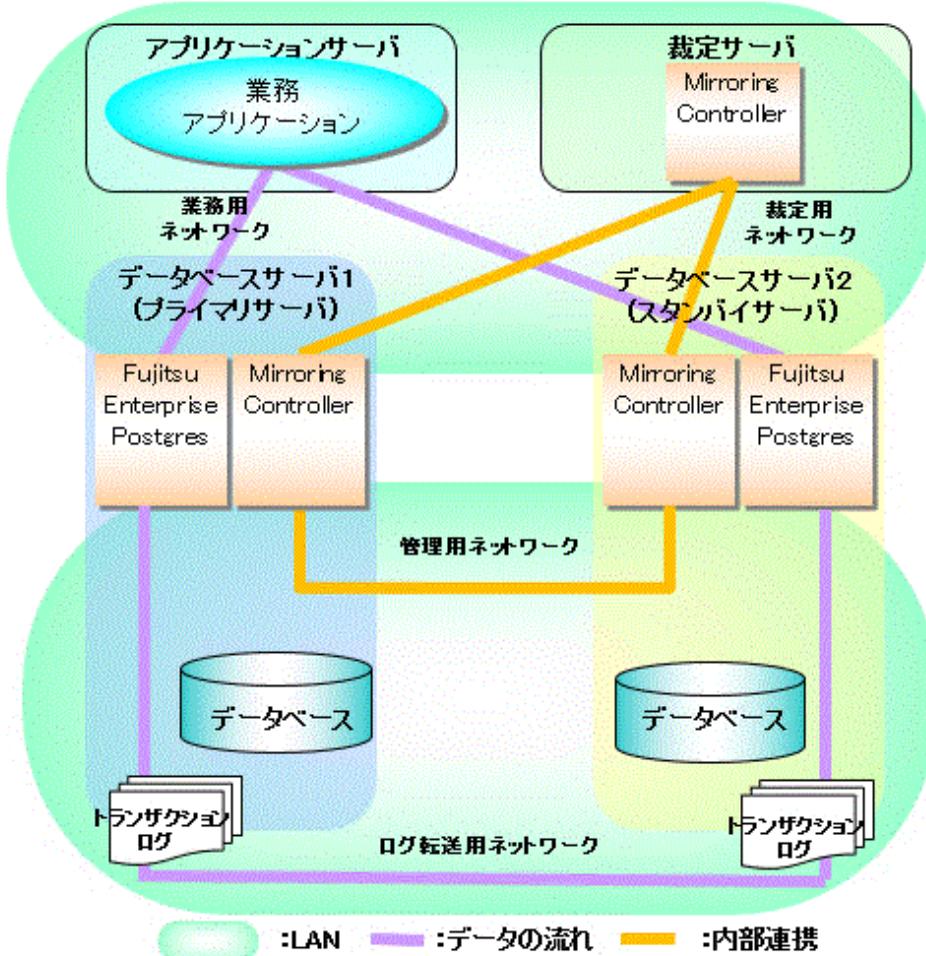 アプリケーションサーバ
業務
アプリケーション
裁定サーバ
Mirroring
Controller
業務用
ネットワーク
裁定用
ネットワーク
データベースサーバ1
(プライマリサーバ)
データベースサーバ2
(スタンバイサーバ)
Fujitsu
Enterprise
Postgres
Mirroring
Controller
Mirroring
Controller
Fujitsu
Enterprise
Postgres
管理用ネットワーク
データベース
データベース
トランザクション
ログ
トランザクション
ログ
ログ転送用ネットワーク
:LAN
:データの流れ
:内部連携